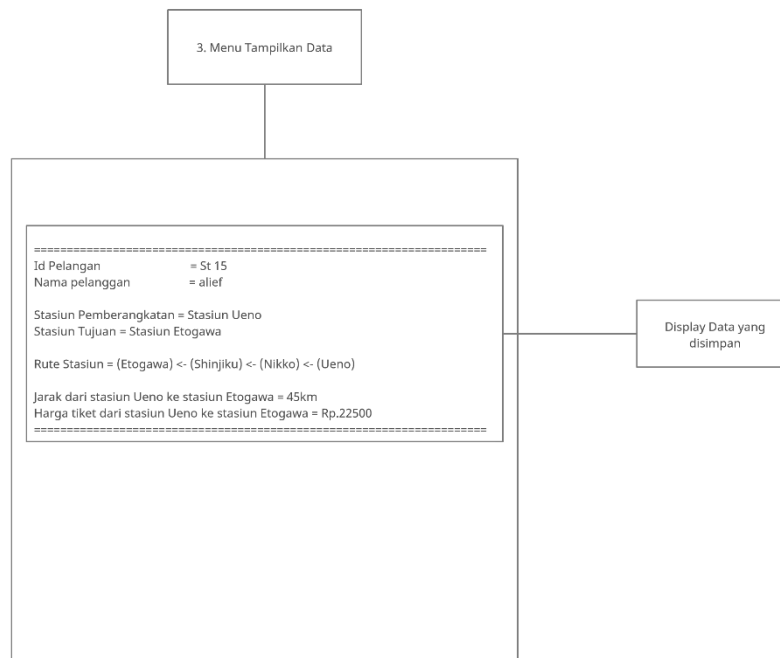 3. Menu Tampilkan Data
=====================================================================
Id Pelangan = St 15
Nama pelanggan = alief
Stasiun Pemberangkatan = Stasiun Ueno
Stasiun Tujuan = Stasiun Etogawa
Rute Stasiun = (Etogawa) <- (Shinjiku) <- (Nikko) <- (Ueno)
Jarak dari stasiun Ueno ke stasiun Etogawa = 45km
Harga tiket dari stasiun Ueno ke stasiun Etogawa = Rp.22500
=====================================================================
Display Data yang
disimpan